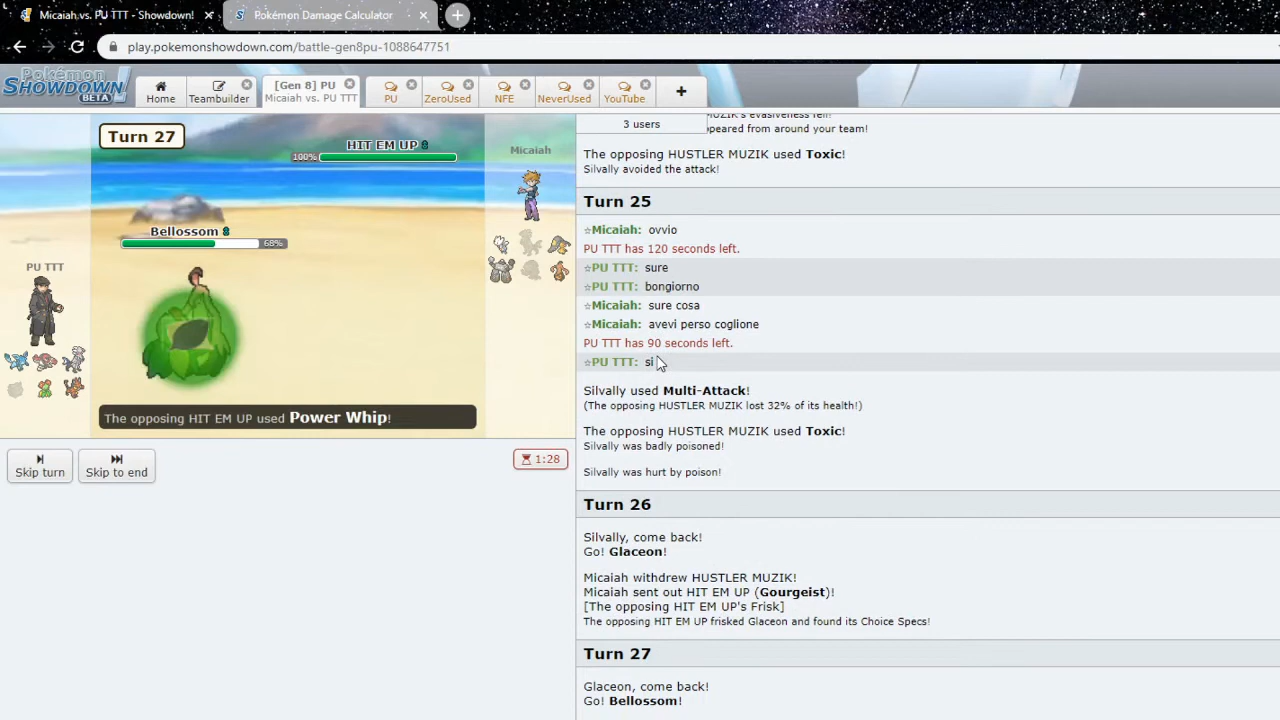 Micaiah vs. PU TTT - Showdown!
Pokémon Damage Calculator
play.pokemonshowdown.com/battle-gen8pu-1088647751
Pokémon
SHOWDOWN!
BETA
Home
Teambuilder
[Gen 8] PU
Micaiah vs. PU TTT
PU
ZeroUsed
NFE
NeverUsed
YouTube
Turn 27
HIT EM UP
100%
Micaiah
Bellossom
68%
PU TTT
The opposing HIT EM UP used Power Whip!
Skip turn
Skip to end
1:28
3 users
MUZIK's evasiveness fell!
ppeared from around your team!
The opposing HUSTLER MUZIK used Toxic!
Silvally avoided the attack!
Turn 25
☆Micaiah: ovvio
PU TTT has 120 seconds left.
☆PU TTT: sure
☆PU TTT: bongiorno
☆Micaiah: sure cosa
☆Micaiah: avevi perso coglione
PU TTT has 90 seconds left.
☆PU TTT: si
Silvally used Multi-Attack!
(The opposing HUSTLER MUZIK lost 32% of its health!)
The opposing HUSTLER MUZIK used Toxic!
Silvally was badly poisoned!
Silvally was hurt by poison!
Turn 26
Silvally, come back!
Go! Glaceon!
Micaiah withdrew HUSTLER MUZIK!
Micaiah sent out HIT EM UP (Gourgeist)!
[The opposing HIT EM UP's Frisk]
The opposing HIT EM UP frisked Glaceon and found its Choice Specs!
Turn 27
Glaceon, come back!
Go! Bellossom!